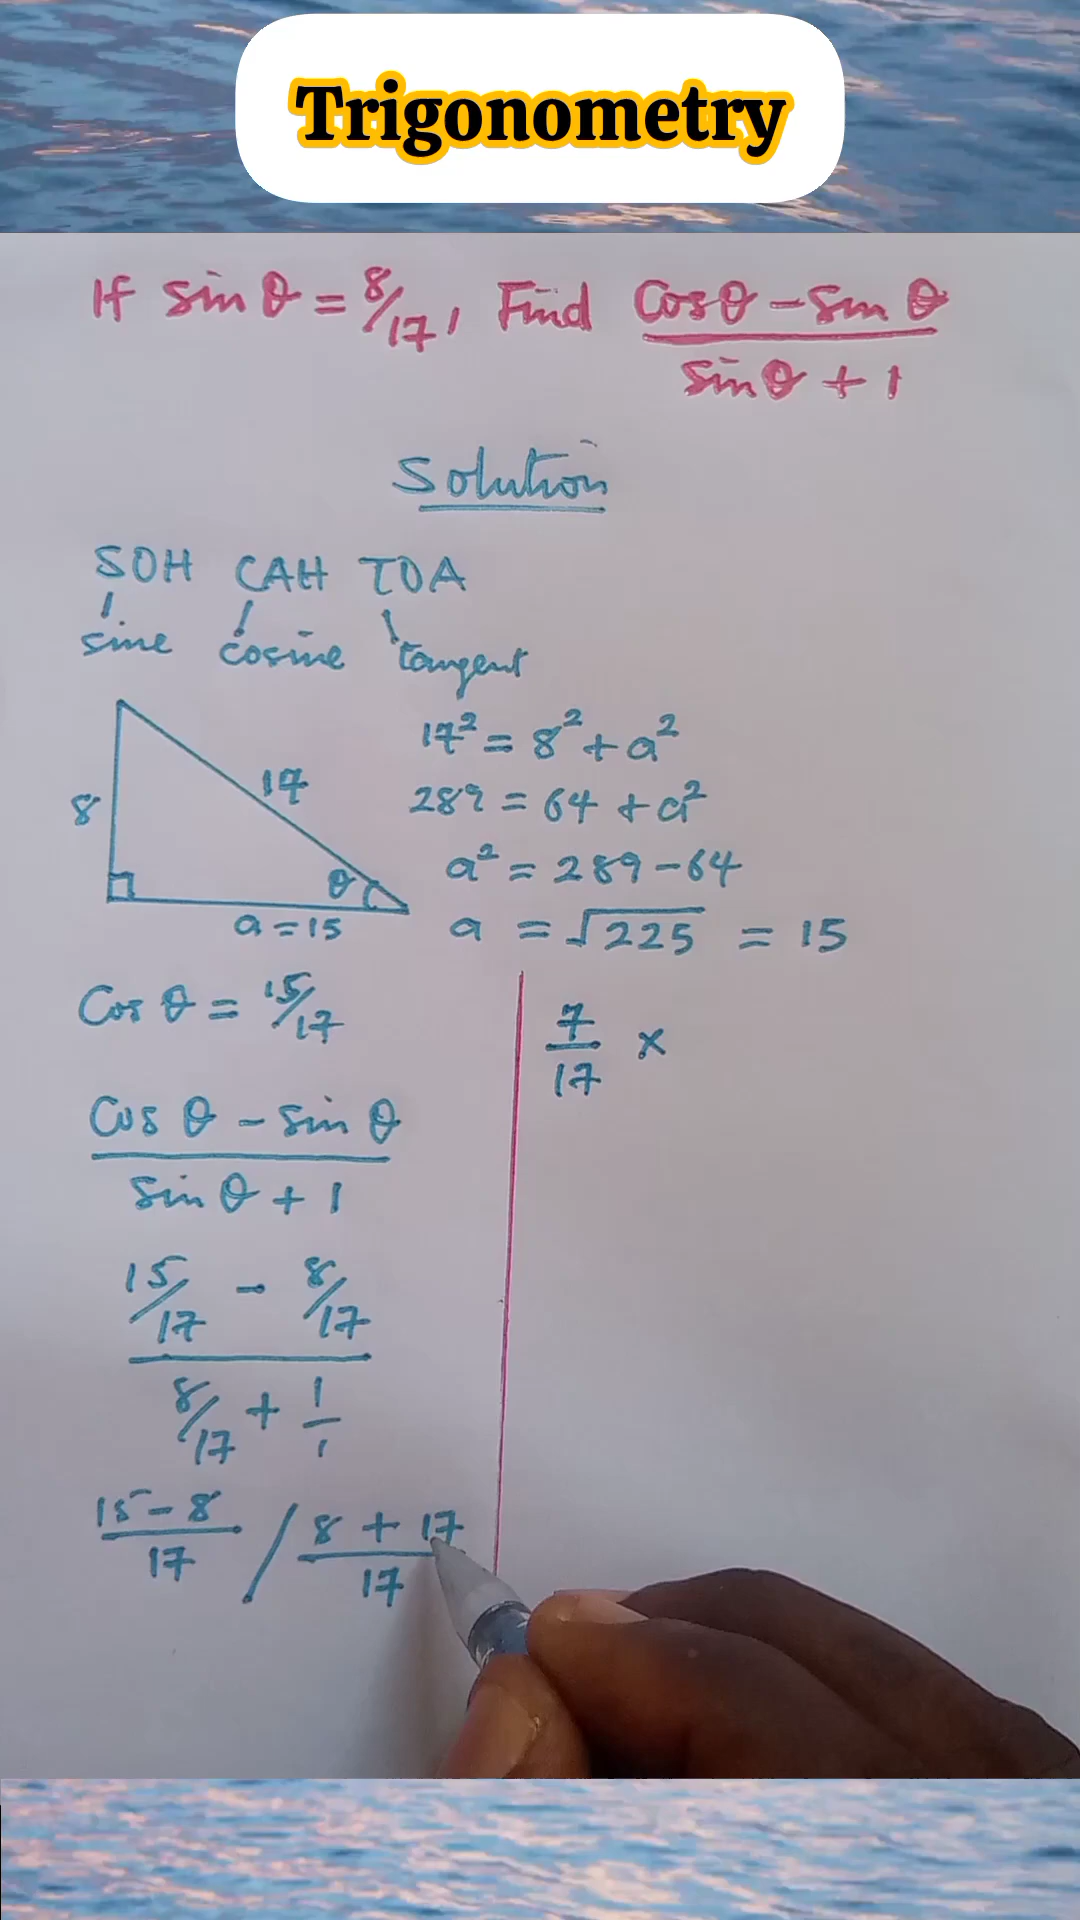 Trigonometry
If sin θ = 8/17, Find (cosθ - sin θ)/(sinθ + 1)
Solution
SOH CAH TOA
sine cosine tangent
17² = 8² + a²
289 = 64 + a²
a² = 289 - 64
a = √225 = 15
8
17
θ
a = 15
Cos θ = 15/17
Cos θ - sin θ
sin θ + 1
15/17 - 8/17
8/17 + 1/1
15 - 8 / 8 + 17
17 17
7/17 ×